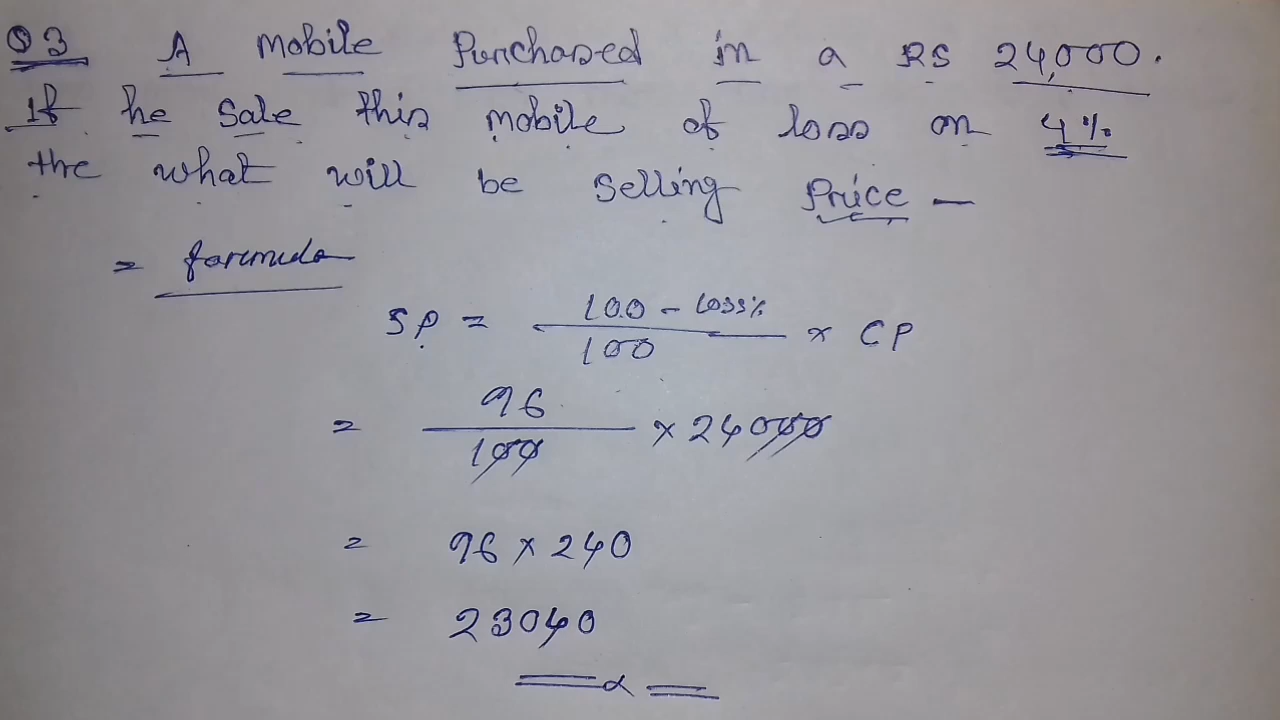 Q3 A mobile Purchased in a RS 24,000.
If he sale this mobile of loss on 4%
the what will be selling Price —
= formula
SP = 100 - loss% / 100 × CP
= 96 / 100 × 24000
= 96 × 240
= 23040